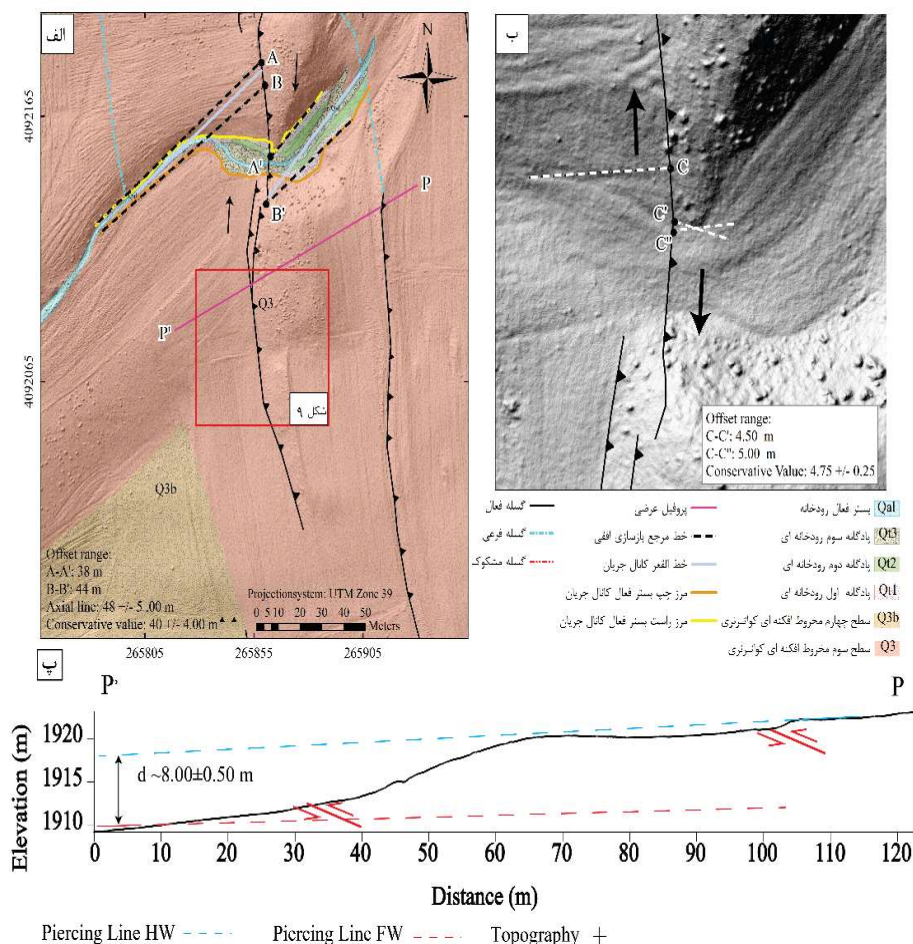 الف
N
A
B
A'
B'
P
P'
Q3
شکل ۹
Q3b
Offset range:
A-A': 38 m
B-B': 44 m
Axial line: 48 +/- 5.00 m
Conservative value: 40 +/- 4.00 m
Projectionsystem: UTM Zone 39
0 5 10 20 30 40 50
Meters
4092165
4092065
265805
265855
265905
ب
C
C'
C"
Offset range:
C-C': 4.50 m
C-C": 5.00 m
Conservative Value: 4.75 +/- 0.25
گسله فعال
گسله فرعی
گسله مشکوک
پروفیل عرضی
خط مرجع بازسازی افقی
خط القعر کانال جریان
مرز چپ بستر فعال کانال جریان
مرز راست بستر فعال کانال جریان
Qal بستر فعال رودخانه
Qt3 پادگانه سوم رودخانه ای
Qt2 پادگانه دوم رودخانه ای
Qt1 پادگانه اول رودخانه ای
Q3b سطح چهارم مخروط افکنه ای کواترنری
Q3 سطح سوم مخروط افکنه ای کواترنری
پ
P'
P
Elevation (m)
1920
1915
1910
d ~8.00±0.50 m
0 10 20 30 40 50 60 70 80 90 100 110 120
Distance (m)
Piercing Line HW
Piercing Line FW
Topography